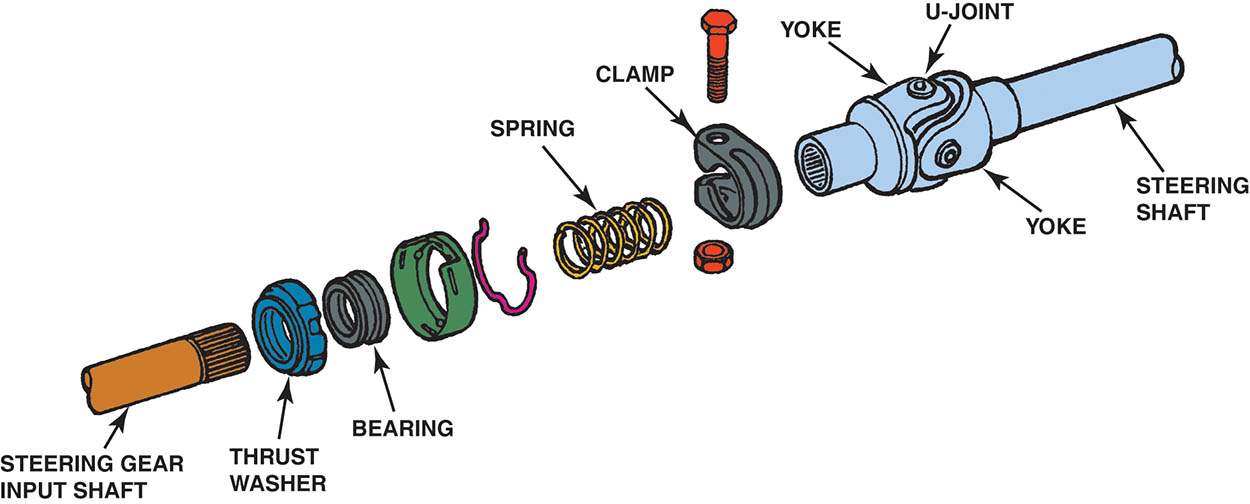 U-JOINT
YOKE
CLAMP
SPRING
STEERING
SHAFT
YOKE
BEARING
THRUST
WASHER
STEERING GEAR
INPUT SHAFT